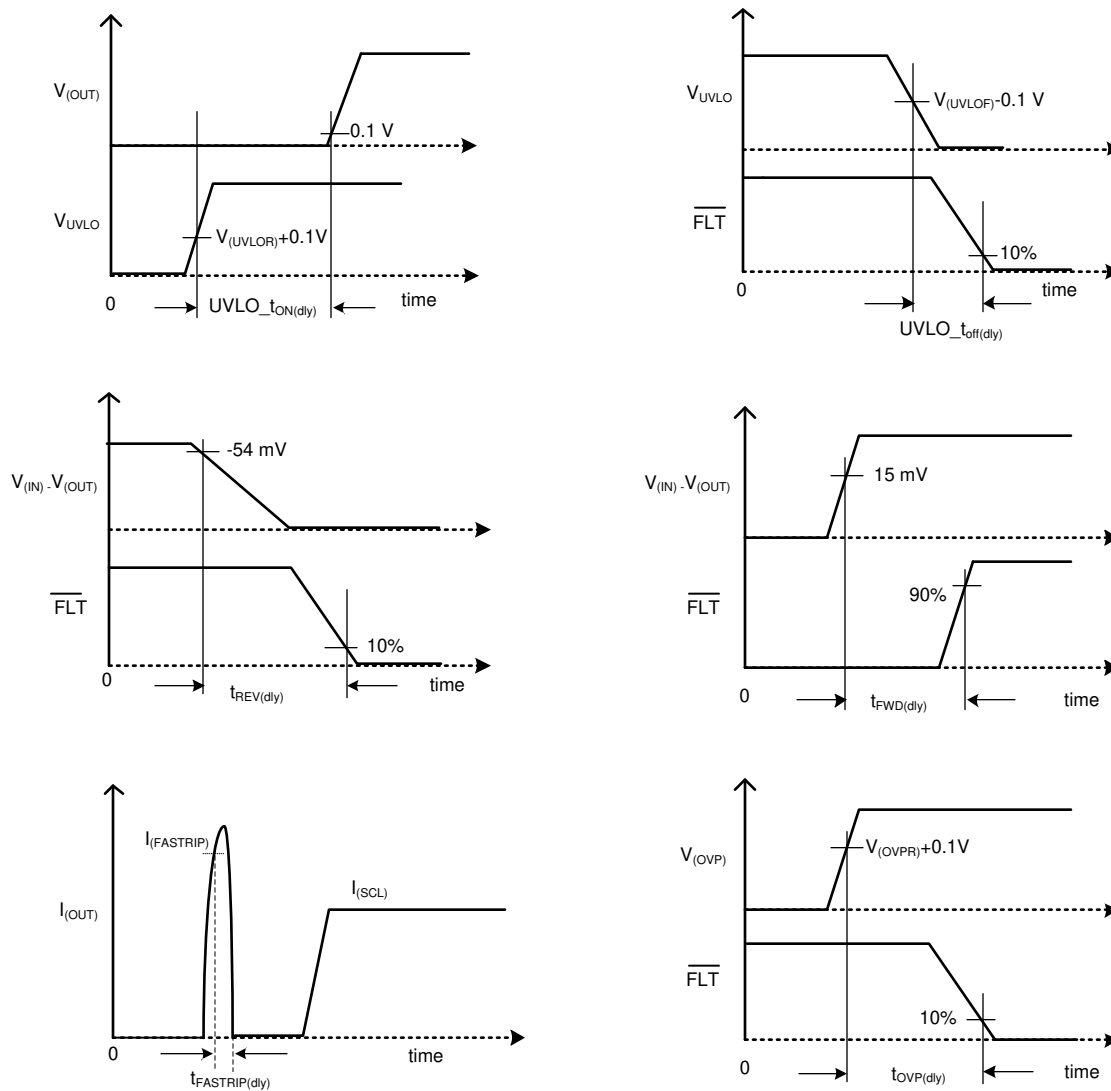 V(OUT)
0.1 V
VUVLO
V(UVLOR)+0.1V
0
UVLO_tON(dly)
time
VUVLO
V(UVLOF)-0.1 V
FLT
10%
0
time
UVLO_toff(dly)
-54 mV
V(IN) - V(OUT)
FLT
10%
0
tREV(dly)
time
15 mV
V(IN) - V(OUT)
90%
FLT
0
tFWD(dly)
time
I(FASTRIP)
I(SCL)
I(OUT)
0
time
tFASTRIP(dly)
V(OVP)
V(OVPR)+0.1V
FLT
10%
0
tOVP(dly)
time